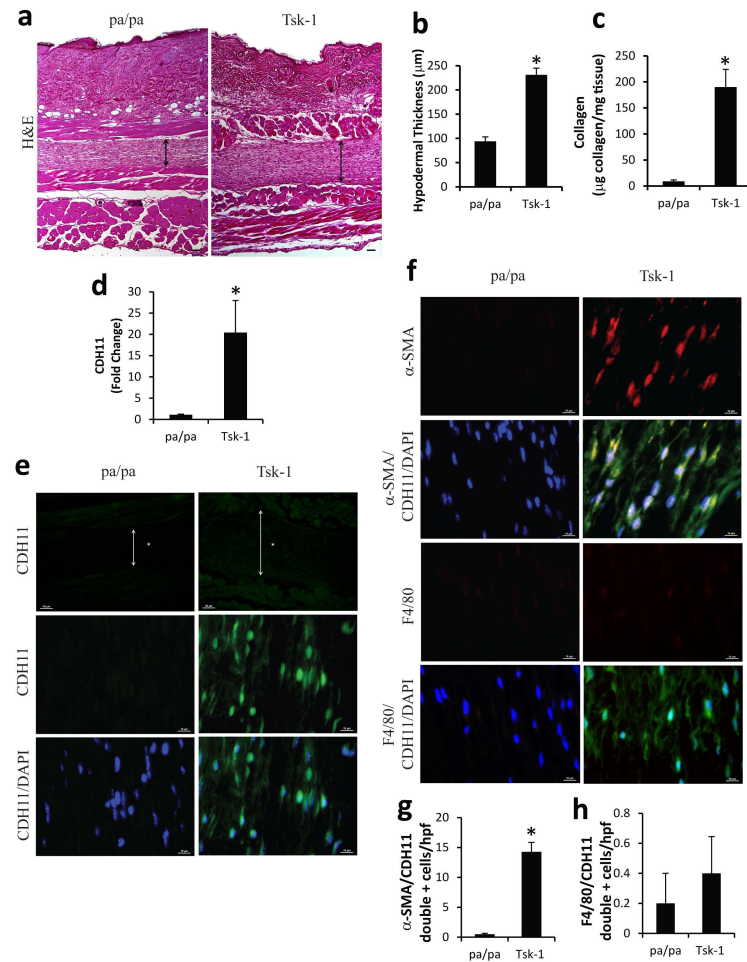 a
pa/pa
Tsk-1
H&E
b
Hypodermal Thickness (μm)
250
200
150
100
50
0
*
pa/pa
Tsk-1
c
Collagen
(μg collagen/mg tissue)
250
200
150
100
50
0
*
pa/pa
Tsk-1
d
CDH11
(Fold Change)
30
25
20
15
10
5
0
*
pa/pa
Tsk-1
e
pa/pa
Tsk-1
CDH11
*
*
CDH11
CDH11/DAPI
f
pa/pa
Tsk-1
α-SMA
α-SMA/
CDH11/DAPI
F4/80
F4/80/
CDH11/DAPI
g
α-SMA/CDH11
double + cells/hpf
20
15
10
5
0
*
pa/pa
Tsk-1
h
F4/80/CDH11
double + cells/hpf
0.8
0.6
0.4
0.2
0
pa/pa
Tsk-1